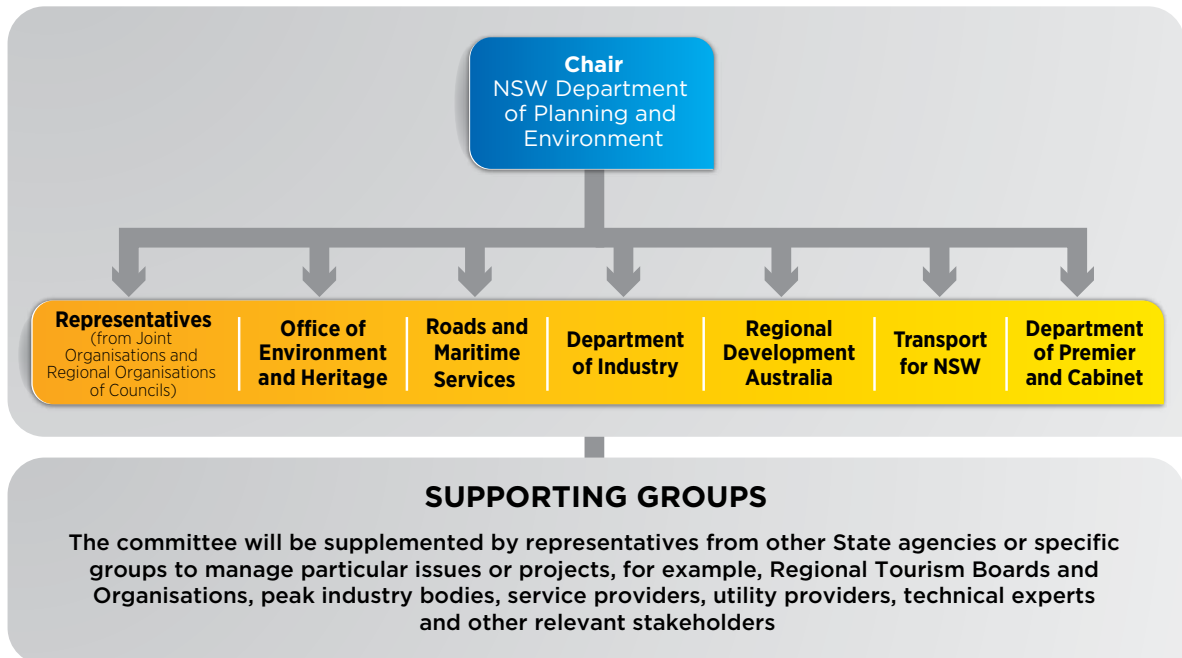 Chair
NSW Department
of Planning and
Environment
Representatives
(from Joint
Organisations and
Regional Organisations
of Councils)
Office of
Environment
and Heritage
Roads and
Maritime
Services
Department
of Industry
Regional
Development
Australia
Transport
for NSW
Department
of Premier
and Cabinet
SUPPORTING GROUPS
The committee will be supplemented by representatives from other State agencies or specific
groups to manage particular issues or projects, for example, Regional Tourism Boards and
Organisations, peak industry bodies, service providers, utility providers, technical experts
and other relevant stakeholders